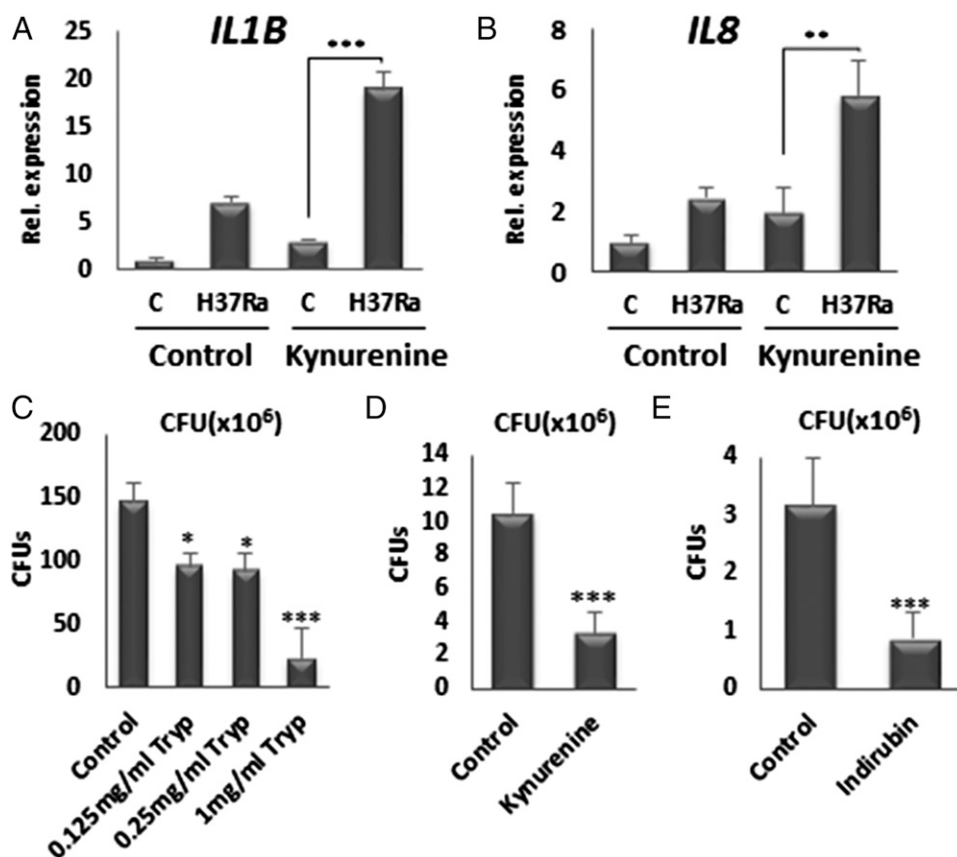 A
IL1B
***
Rel. expression
25
20
15
10
5
0
C H37Ra C H37Ra
Control Kynurenine
B
IL8
**
Rel. expression
8
6
4
2
0
C H37Ra C H37Ra
Control Kynurenine
C
CFU(x10⁶)
CFUs
200
150
100
50
0
* * ***
Control
0.125mg/ml Tryp
0.25mg/ml Tryp
1mg/ml Tryp
D
CFU(x10⁶)
CFUs
14
12
10
8
6
4
2
0
***
Control
Kynurenine
E
CFU(x10⁶)
CFUs
4
3
2
1
0
***
Control
Indirubin